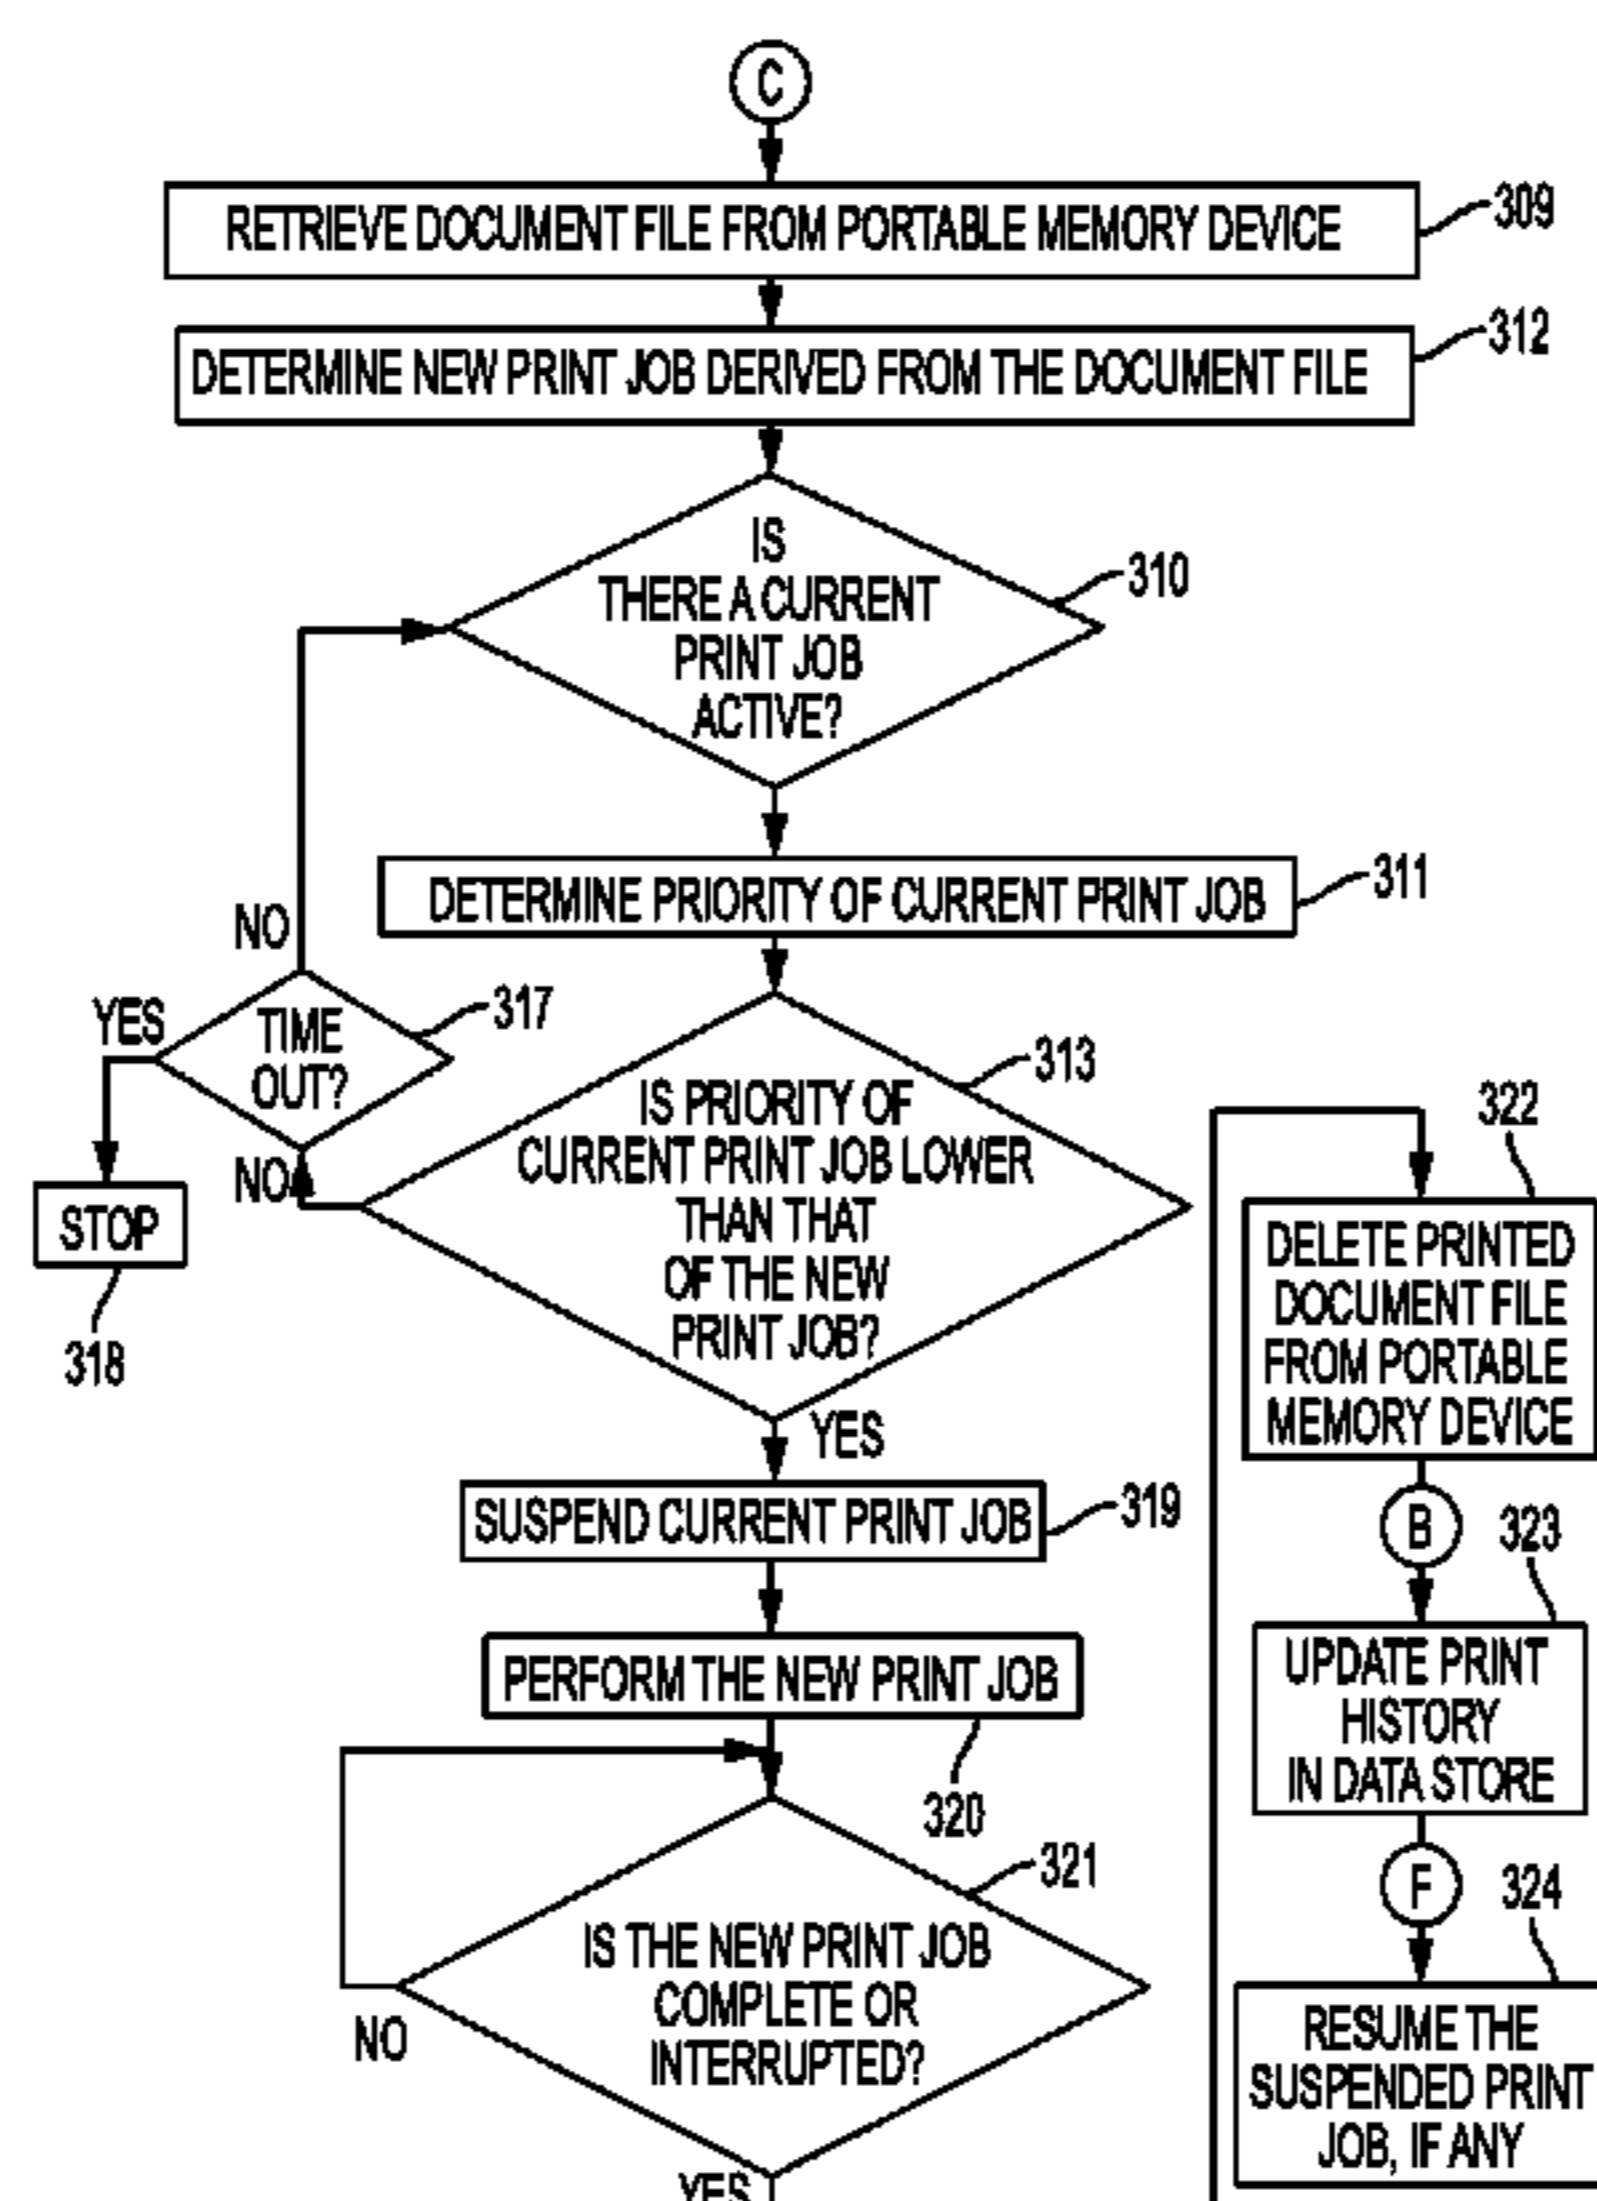 C
RETRIEVE DOCUMENT FILE FROM PORTABLE MEMORY DEVICE
309
DETERMINE NEW PRINT JOB DERIVED FROM THE DOCUMENT FILE
312
IS
THERE A CURRENT
PRINT JOB
ACTIVE?
310
DETERMINE PRIORITY OF CURRENT PRINT JOB
311
NO
YES
TIME
OUT?
317
NO
STOP
318
IS PRIORITY OF
CURRENT PRINT JOB LOWER
THAN THAT
OF THE NEW
PRINT JOB?
313
YES
SUSPEND CURRENT PRINT JOB
319
PERFORM THE NEW PRINT JOB
320
IS THE NEW PRINT JOB
COMPLETE OR
INTERRUPTED?
321
NO
YES
322
DELETE PRINTED
DOCUMENT FILE
FROM PORTABLE
MEMORY DEVICE
B
323
UPDATE PRINT
HISTORY
IN DATA STORE
F
324
RESUME THE
SUSPENDED PRINT
JOB, IF ANY